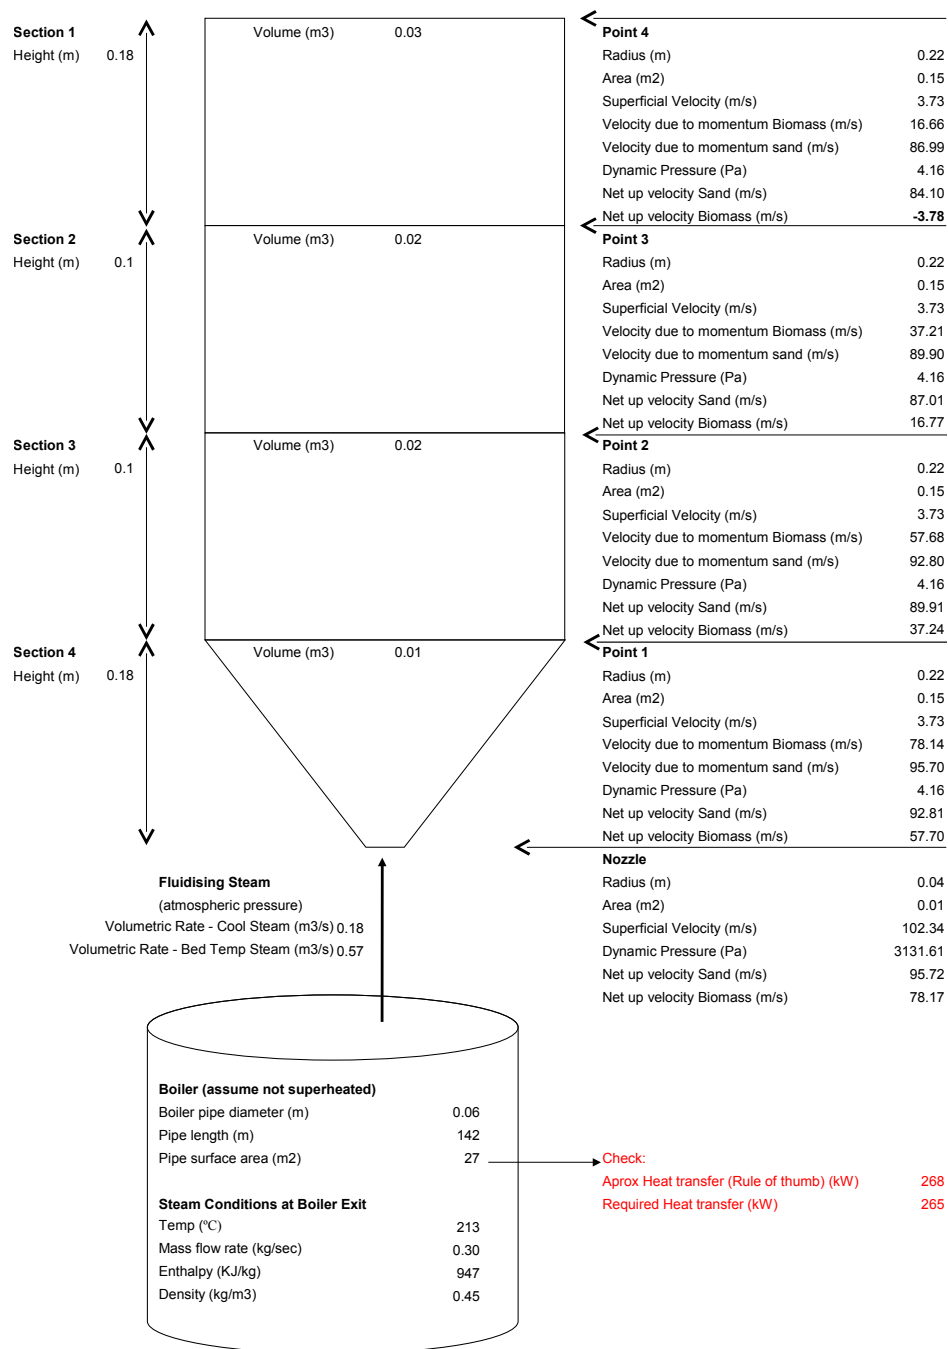 Section 1
Height (m) 0.18
Volume (m3) 0.03
Point 4
Radius (m) 0.22
Area (m2) 0.15
Superficial Velocity (m/s) 3.73
Velocity due to momentum Biomass (m/s) 16.66
Velocity due to momentum sand (m/s) 86.99
Dynamic Pressure (Pa) 4.16
Net up velocity Sand (m/s) 84.10
Net up velocity Biomass (m/s) -3.78
Section 2
Height (m) 0.1
Volume (m3) 0.02
Point 3
Radius (m) 0.22
Area (m2) 0.15
Superficial Velocity (m/s) 3.73
Velocity due to momentum Biomass (m/s) 37.21
Velocity due to momentum sand (m/s) 89.90
Dynamic Pressure (Pa) 4.16
Net up velocity Sand (m/s) 87.01
Net up velocity Biomass (m/s) 16.77
Section 3
Height (m) 0.1
Volume (m3) 0.02
Point 2
Radius (m) 0.22
Area (m2) 0.15
Superficial Velocity (m/s) 3.73
Velocity due to momentum Biomass (m/s) 57.68
Velocity due to momentum sand (m/s) 92.80
Dynamic Pressure (Pa) 4.16
Net up velocity Sand (m/s) 89.91
Net up velocity Biomass (m/s) 37.24
Section 4
Height (m) 0.18
Volume (m3) 0.01
Point 1
Radius (m) 0.22
Area (m2) 0.15
Superficial Velocity (m/s) 3.73
Velocity due to momentum Biomass (m/s) 78.14
Velocity due to momentum sand (m/s) 95.70
Dynamic Pressure (Pa) 4.16
Net up velocity Sand (m/s) 92.81
Net up velocity Biomass (m/s) 57.70
Nozzle
Radius (m) 0.04
Area (m2) 0.01
Superficial Velocity (m/s) 102.34
Dynamic Pressure (Pa) 3131.61
Net up velocity Sand (m/s) 95.72
Net up velocity Biomass (m/s) 78.17
Fluidising Steam
(atmospheric pressure)
Volumetric Rate - Cool Steam (m3/s) 0.18
Volumetric Rate - Bed Temp Steam (m3/s) 0.57
Boiler (assume not superheated)
Boiler pipe diameter (m) 0.06
Pipe length (m) 142
Pipe surface area (m2) 27
Check:
Aprox Heat transfer (Rule of thumb) (kW) 268
Required Heat transfer (kW) 265
Steam Conditions at Boiler Exit
Temp (ºC) 213
Mass flow rate (kg/sec) 0.30
Enthalpy (KJ/kg) 947
Density (kg/m3) 0.45